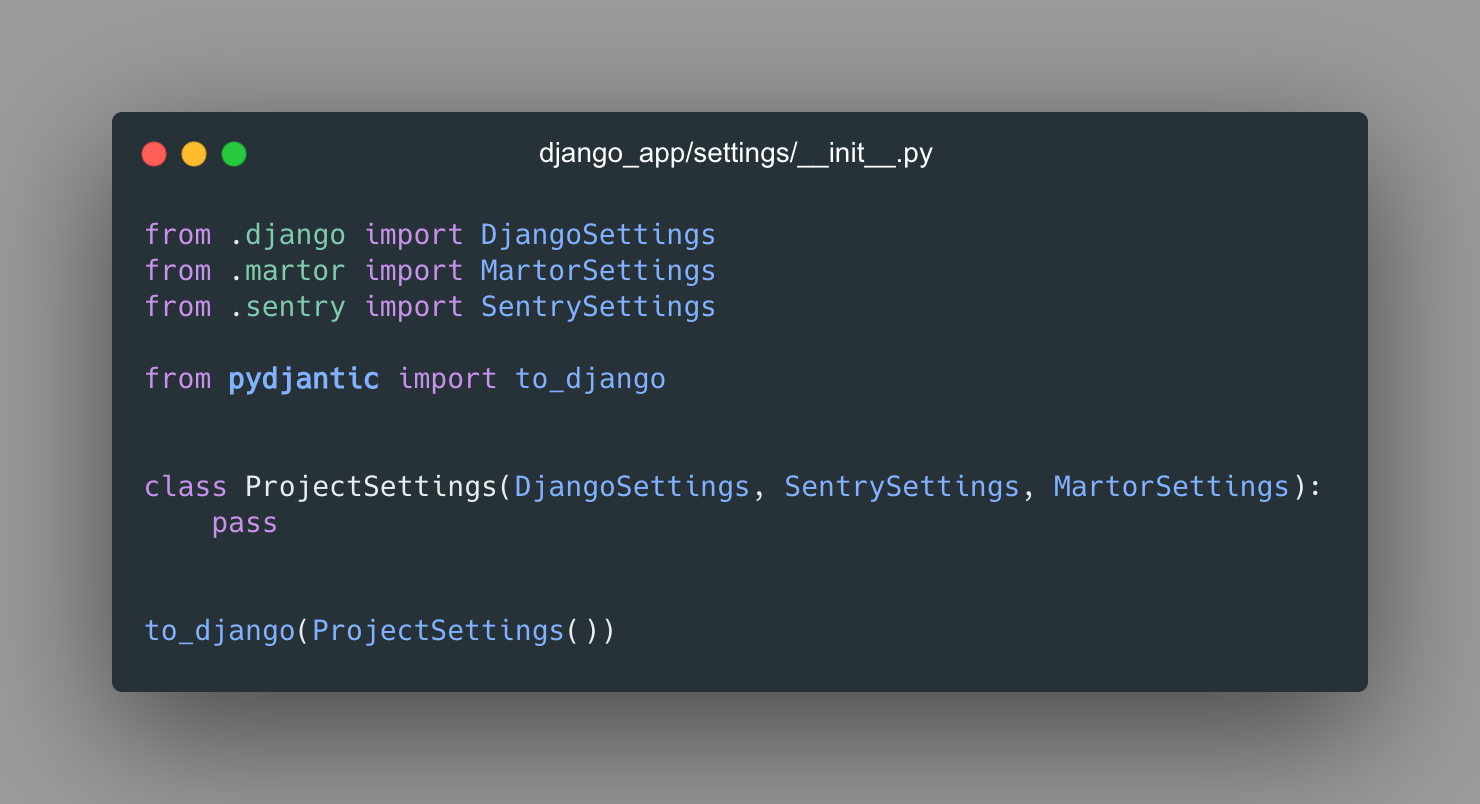 django_app/settings/__init__.py
from .django import DjangoSettings
from .martor import MartorSettings
from .sentry import SentrySettings
from pydjantic import to_django
class ProjectSettings(DjangoSettings, SentrySettings, MartorSettings):
    pass
to_django(ProjectSettings())